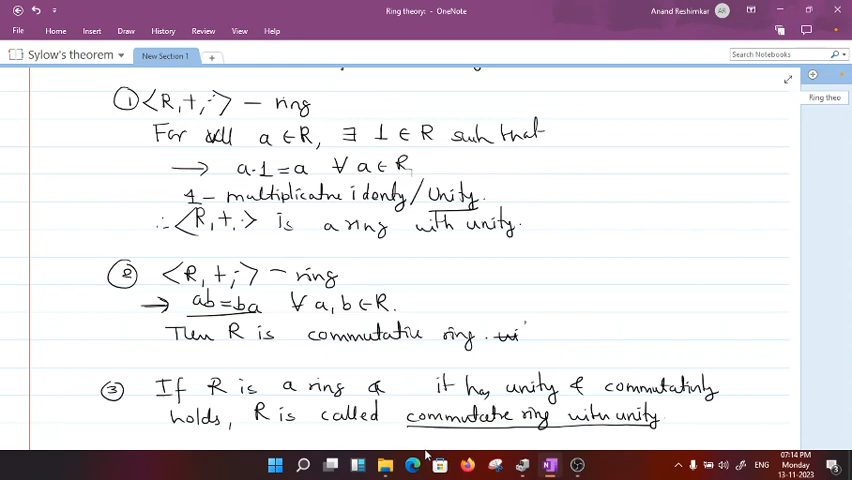 Ring theory: - OneNote
Anand Reshimkar AR
File Home Insert Draw History Review View Help
Sylow's theorem New Section 1 + Search Notebooks
Ring theo
① <R, +, ·> — ring
For all a ∈ R, ∃ 1 ∈ R such that
→ a·1 = a ∀ a ∈ R,
1 — multiplicative identy/Unity.
∴ <R, +, ·> is a ring with unity.
② <R, +, ·> — ring
→ ab = ba ∀ a, b ∈ R.
Then R is commutative ring.
③ If R is a ring & it has unity & commutativity
holds, R is called commutative ring with unity.
ENG
07:14 PM
Monday
13-11-2023
3